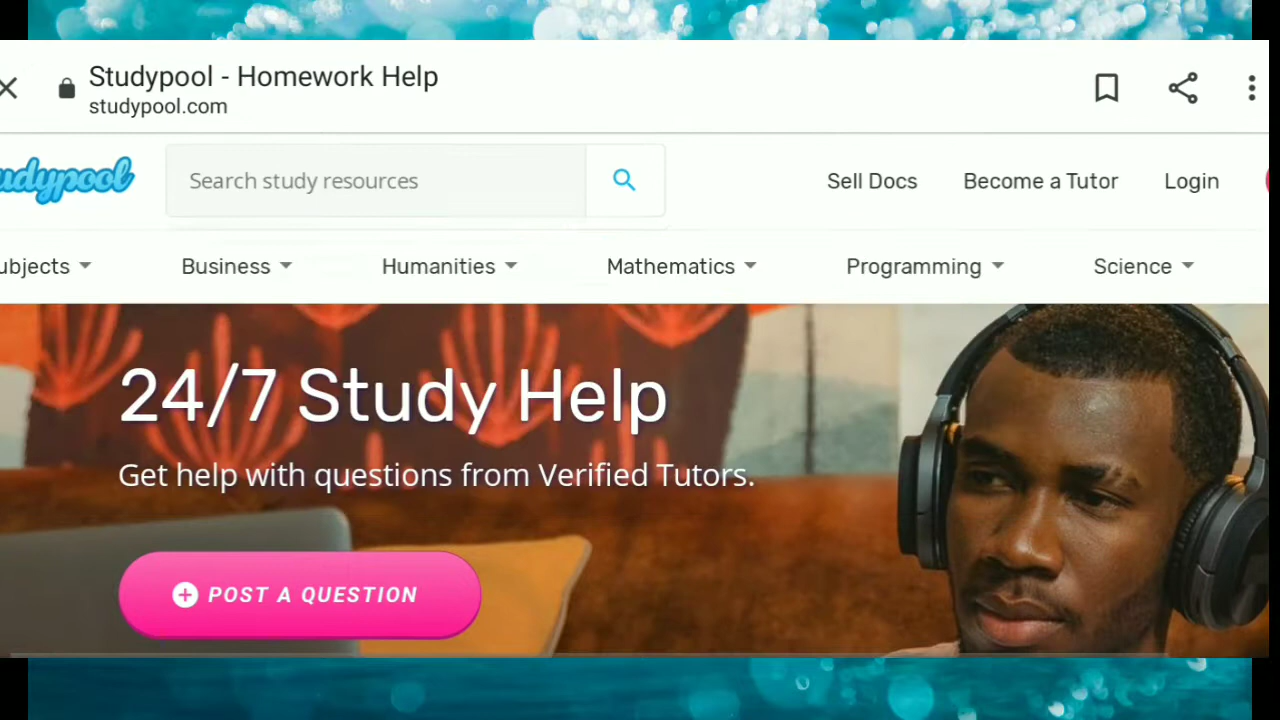 Studypool - Homework Help
studypool.com
udypool
Search study resources
Sell Docs
Become a Tutor
Login
ubjects
Business
Humanities
Mathematics
Programming
Science
24/7 Study Help
Get help with questions from Verified Tutors.
POST A QUESTION